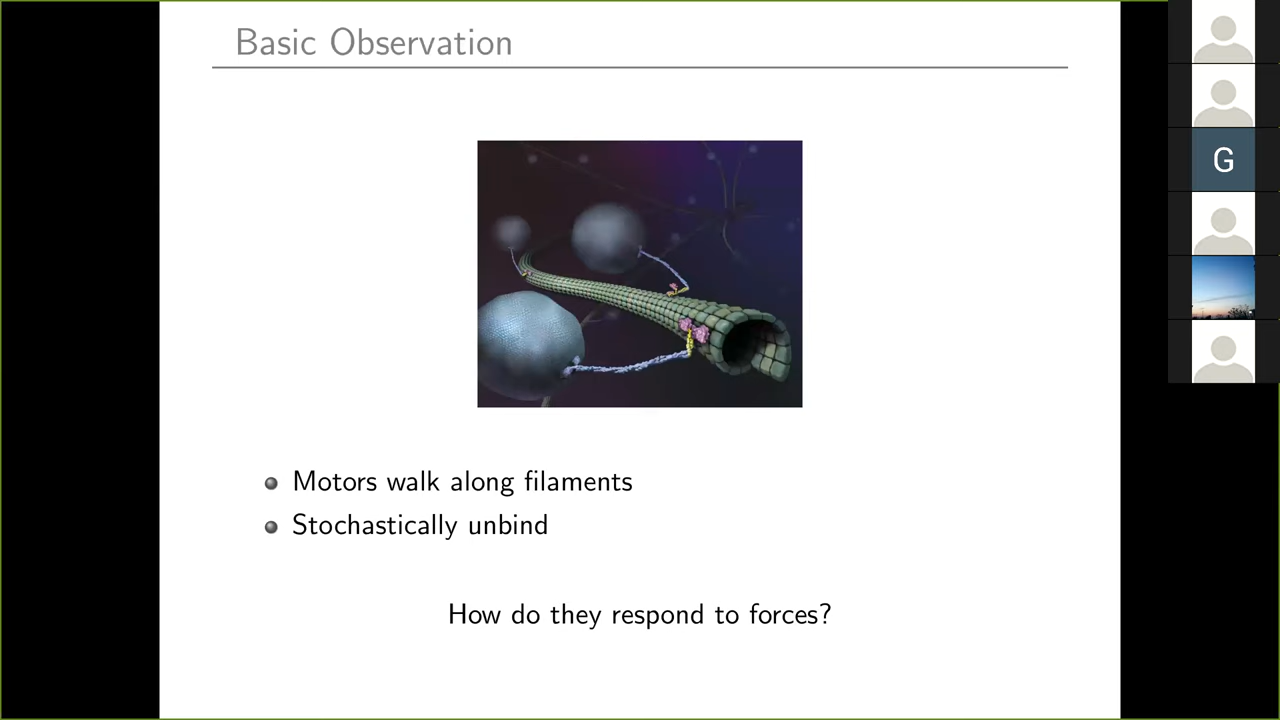 Basic Observation
G
Motors walk along filaments
Stochastically unbind
How do they respond to forces?